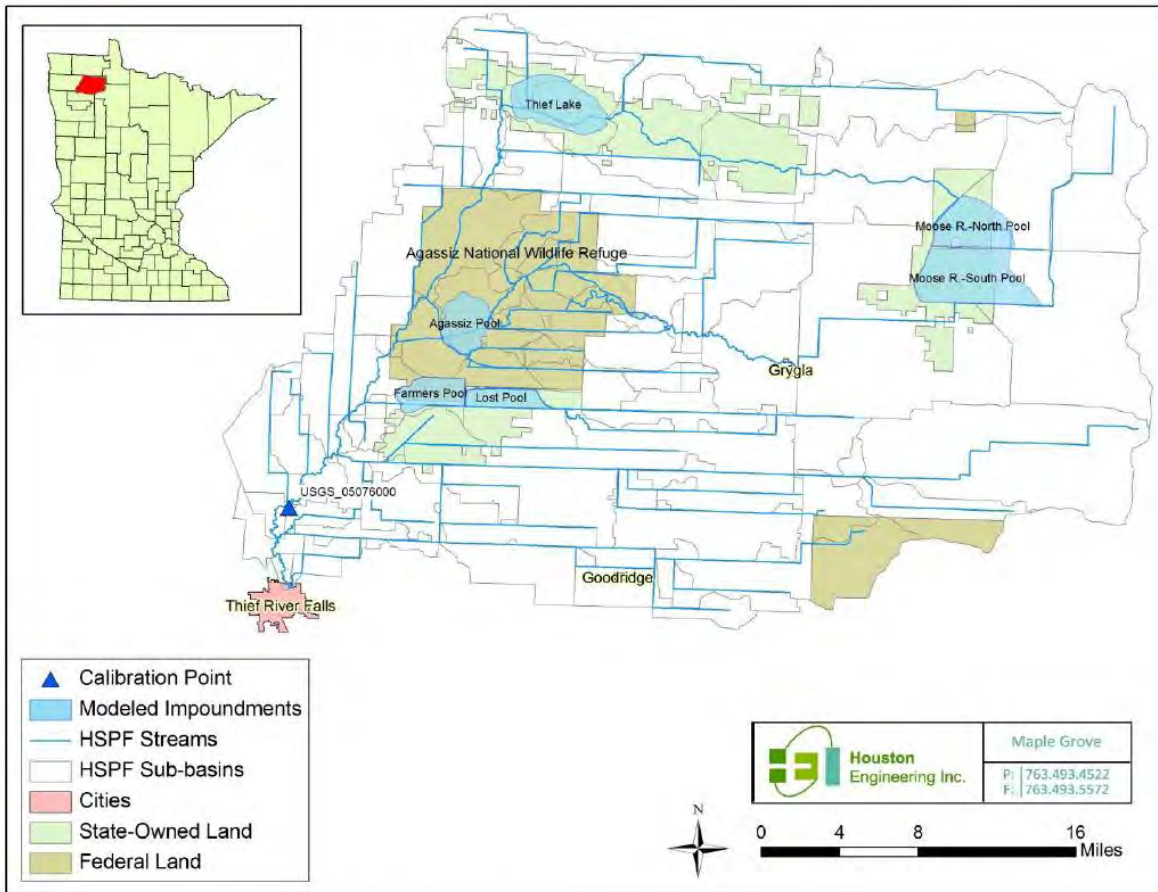 Thief Lake
Moose R.-North Pool
Agassiz National Wildlife Refuge
Moose R.-South Pool
Agassiz Pool
Grygla
Farmers Pool
Lost Pool
USGS_05076000
Goodridge
Thief River Falls
Calibration Point
Modeled Impoundments
HSPF Streams
HSPF Sub-basins
Cities
State-Owned Land
Federal Land
Houston
Engineering Inc.
Maple Grove
P: 763.493.4522
F: 763.493.5572
N
0 4 8 16
Miles